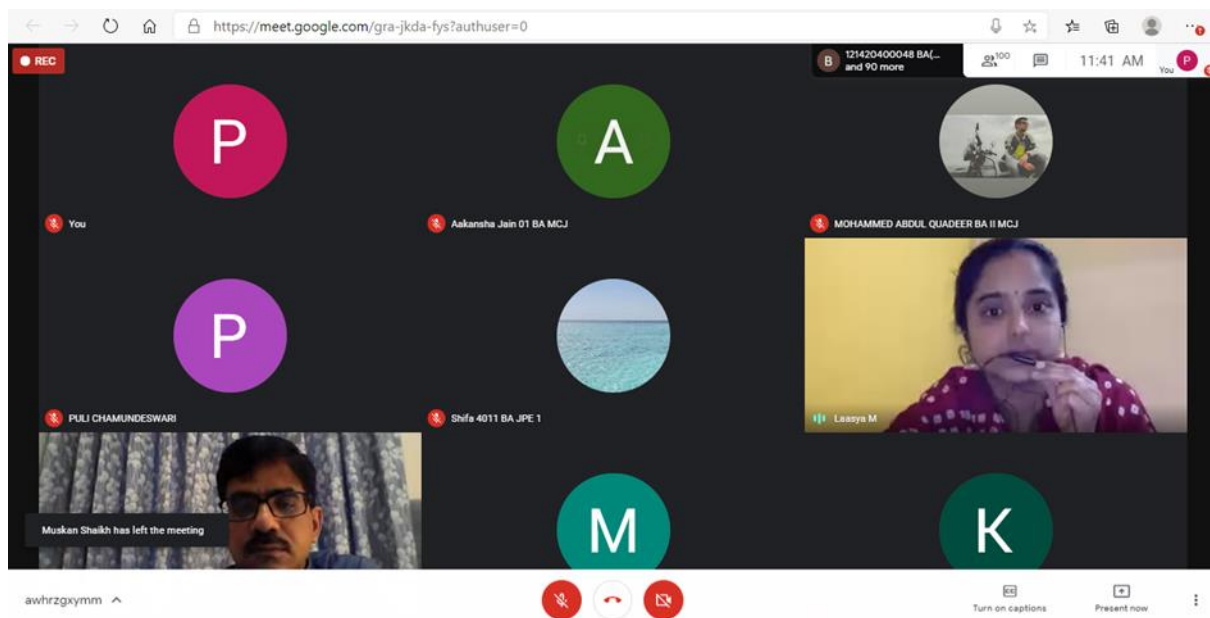 https://meet.google.com/gra-jkda-fys?authuser=0
REC
B
121420400048 BA(...
and 90 more
100
11:41 AM
You
P
P
A
You
Aakansha Jain 01 BA MCJ
MOHAMMED ABDUL QUADEER BA II MCJ
P
PULI CHAMUNDESWARI
Shifa 4011 BA JPE 1
Laasya M
Muskan Shaikh has left the meeting
M
K
awhrzgxymm
CC
Turn on captions
Present now